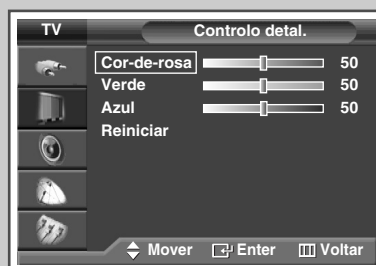 TV Controlo detal.
Cor-de-rosa 50
Verde 50
Azul 50
Reiniciar
Mover Enter Voltar